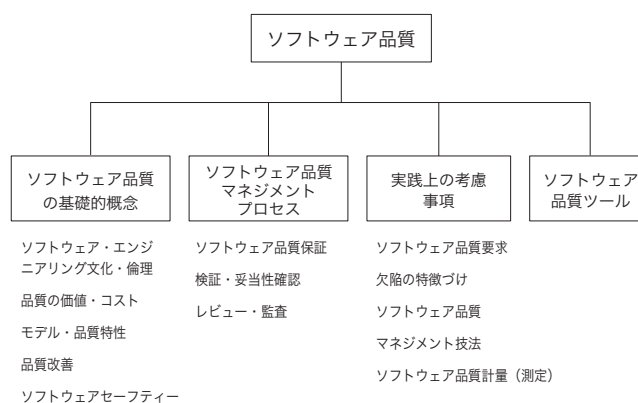 ソフトウェア品質
ソフトウェア品質
の基礎的概念
ソフトウェア・エンジ
ニアリング文化・倫理
品質の価値・コスト
モデル・品質特性
品質改善
ソフトウェアセーフティー
ソフトウェア品質
マネジメント
プロセス
ソフトウェア品質保証
検証・妥当性確認
レビュー・監査
実践上の考慮
事項
ソフトウェア品質要求
欠陥の特徴づけ
ソフトウェア品質
マネジメント技法
ソフトウェア品質計量（測定）
ソフトウェア
品質ツール